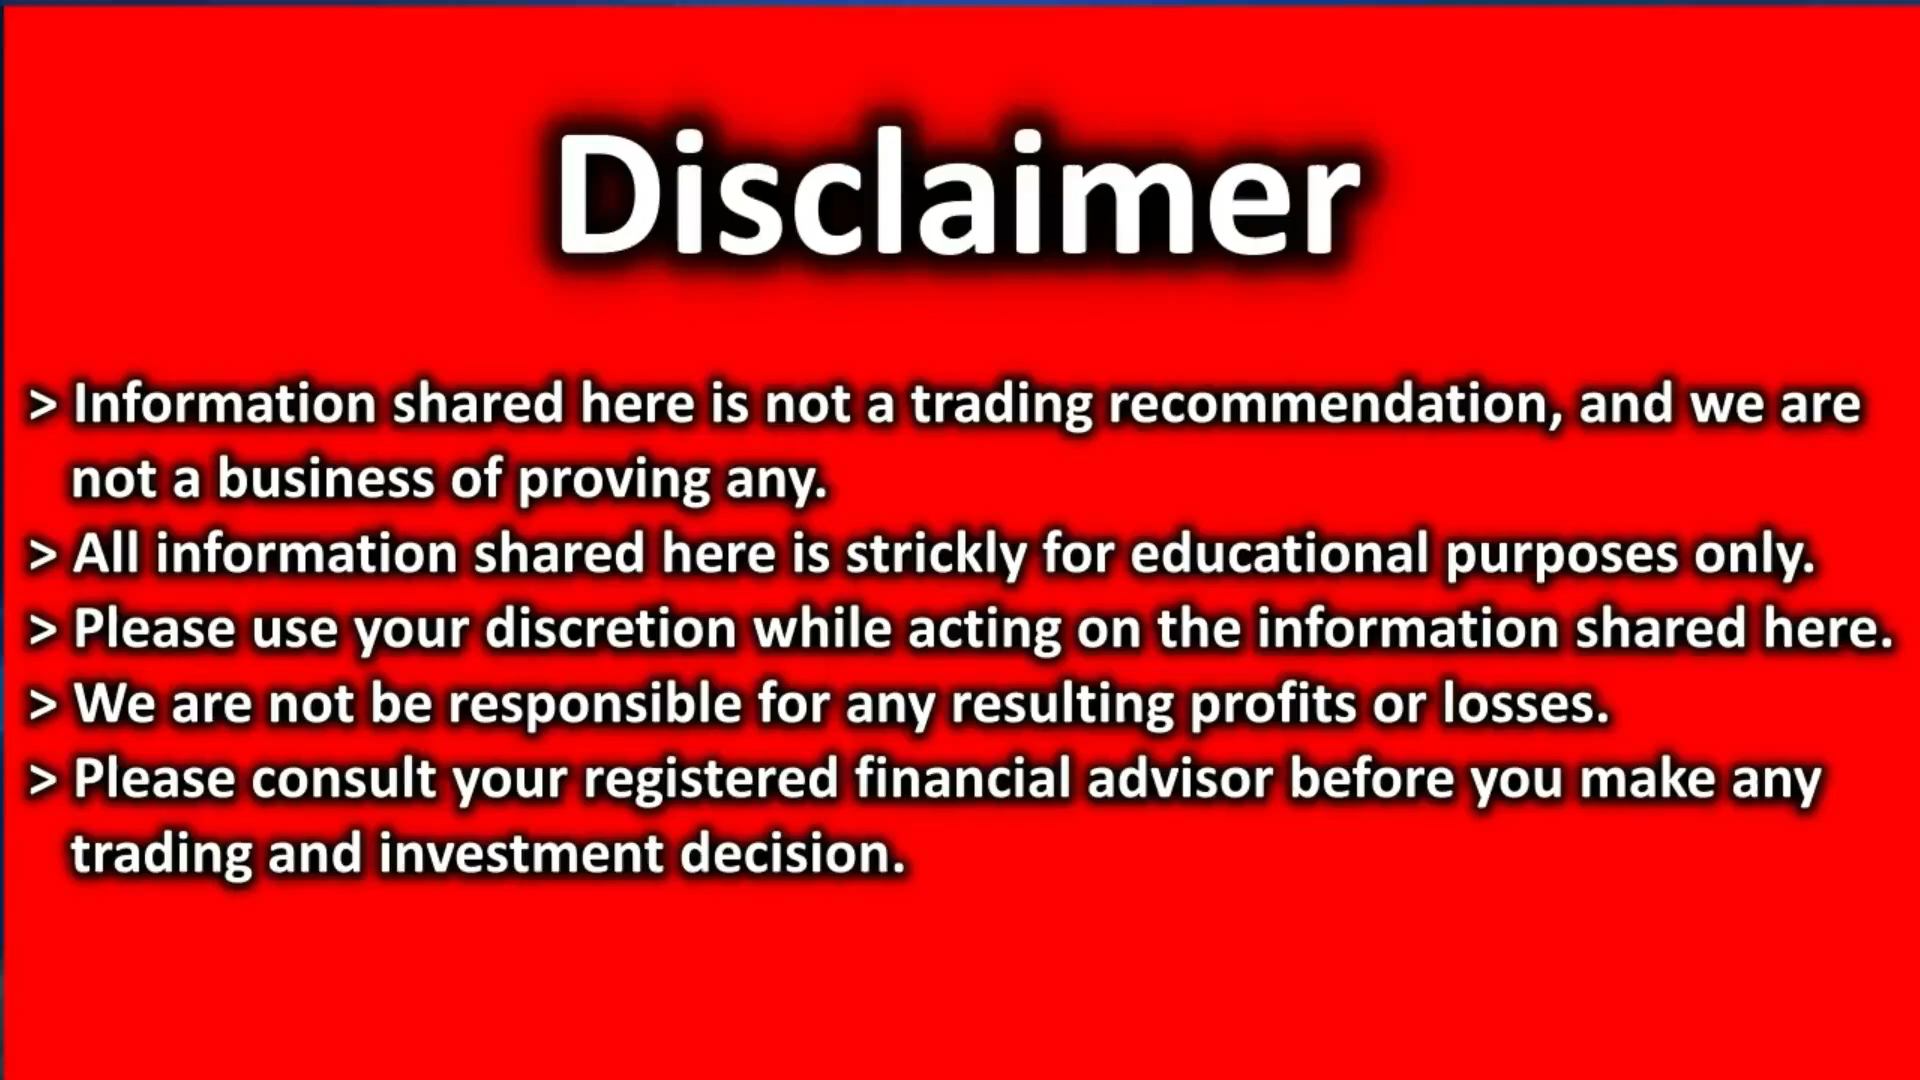 Disclaimer
> Information shared here is not a trading recommendation, and we are
not a business of proving any.
> All information shared here is strickly for educational purposes only.
> Please use your discretion while acting on the information shared here.
> We are not be responsible for any resulting profits or losses.
> Please consult your registered financial advisor before you make any
trading and investment decision.